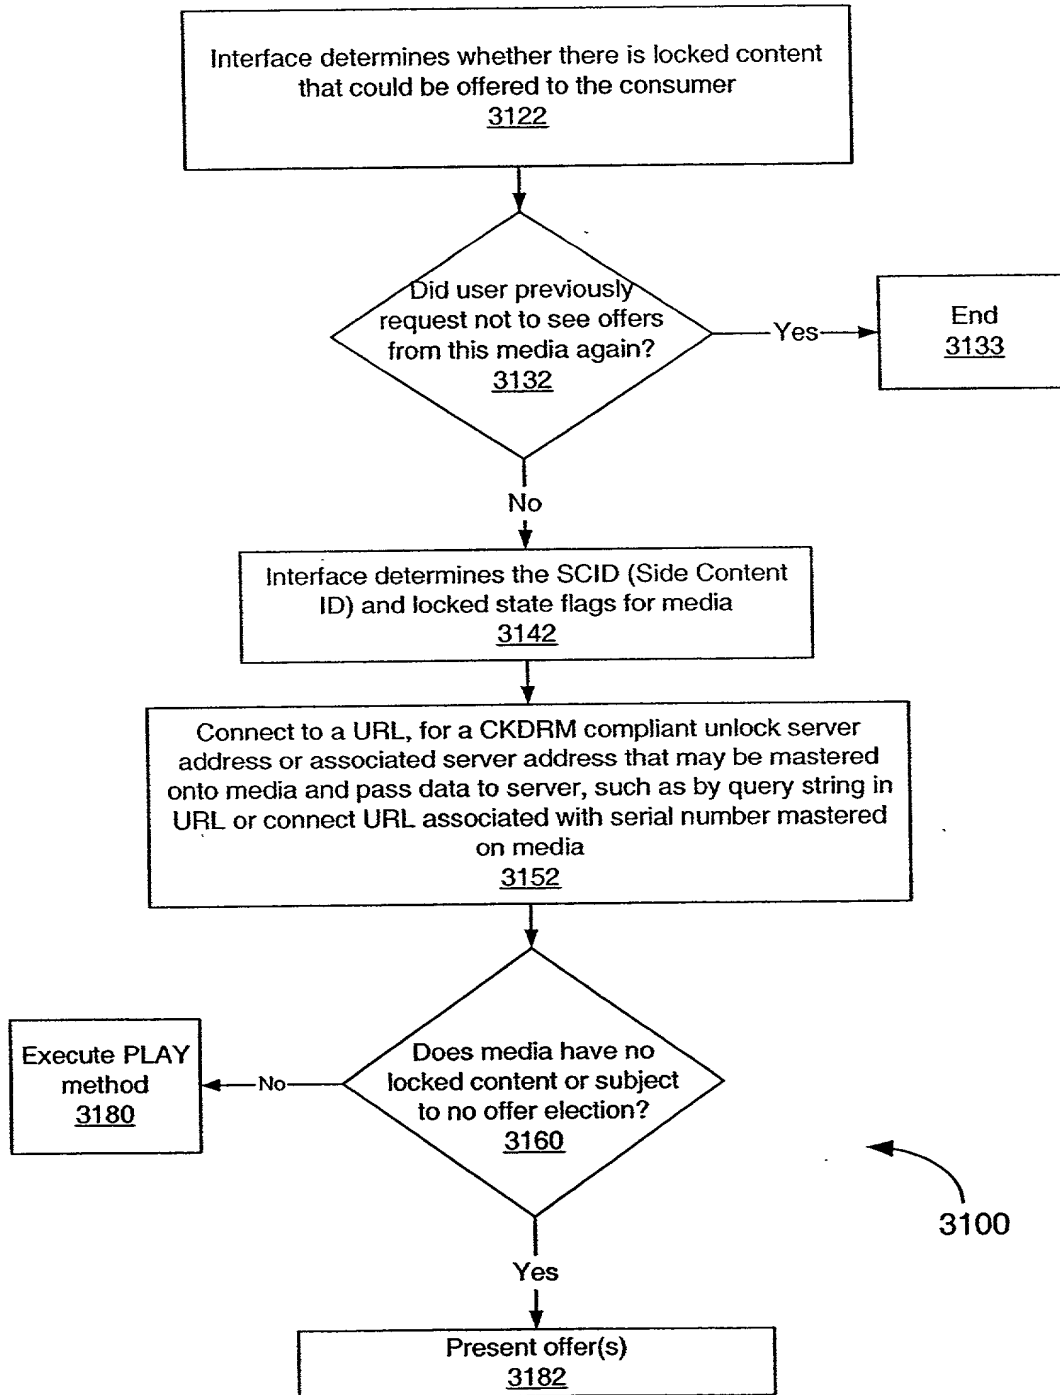 Interface determines whether there is locked content
that could be offered to the consumer
3122
Did user previously
request not to see offers
from this media again?
3132
Yes
End
3133
No
Interface determines the SCID (Side Content
ID) and locked state flags for media
3142
Connect to a URL, for a CKDRM compliant unlock server
address or associated server address that may be mastered
onto media and pass data to server, such as by query string in
URL or connect URL associated with serial number mastered
on media
3152
Execute PLAY
method
3180
No
Does media have no
locked content or subject
to no offer election?
3160
3100
Yes
Present offer(s)
3182